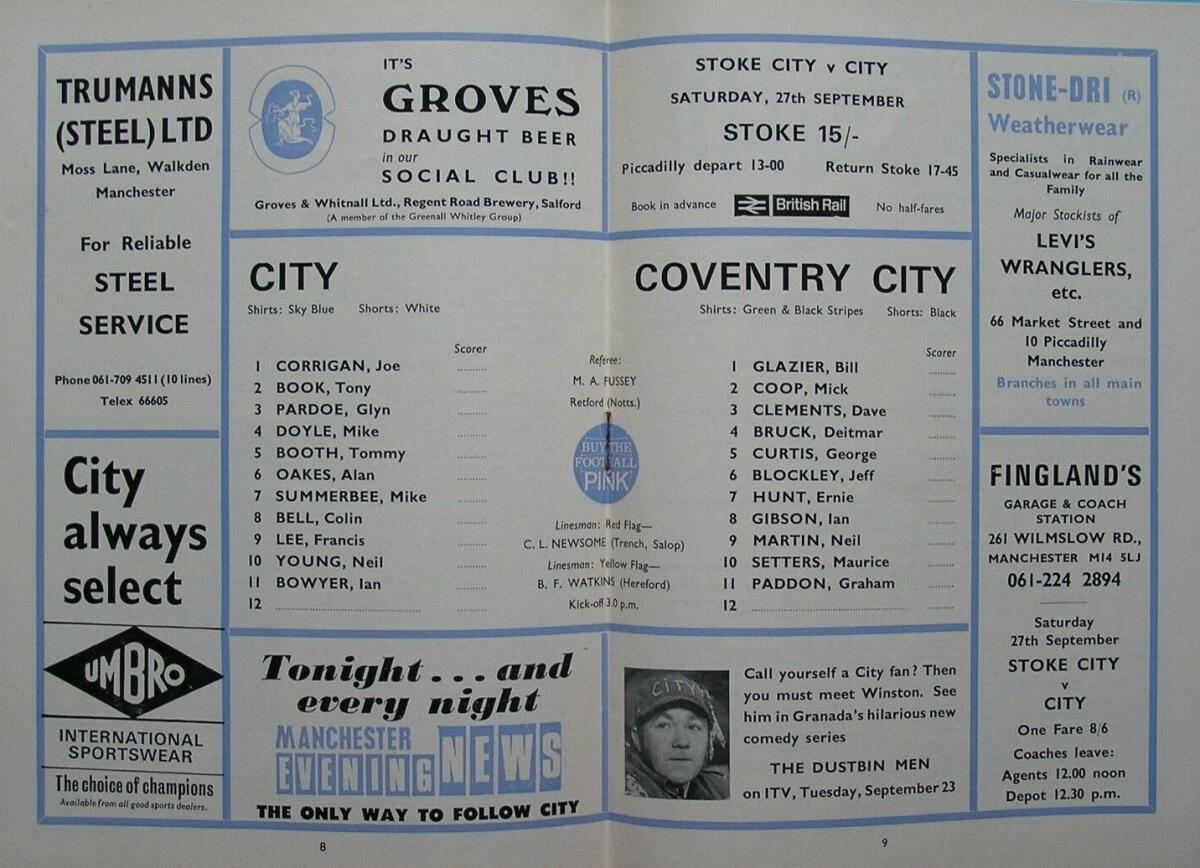 TRUMANNS
(STEEL) LTD
Moss Lane, Walkden
Manchester
For Reliable
STEEL
SERVICE
Phone 061-709 4511 (10 lines)
Telex 66605
City
always
select
UMBRO
INTERNATIONAL
SPORTSWEAR
The choice of champions
Available from all good sports dealers.
IT'S
GROVES
DRAUGHT BEER
in our
SOCIAL CLUB!!
Groves & Whitnall Ltd., Regent Road Brewery, Salford
(A member of the Greenall Whitley Group)
STOKE CITY v CITY
SATURDAY, 27th SEPTEMBER
STOKE 15/-
Piccadilly depart 13-00 Return Stoke 17-45
Book in advance British Rail No half-fares
CITY
Shirts: Sky Blue Shorts: White
Scorer
1 CORRIGAN, Joe ..........
2 BOOK, Tony ..........
3 PARDOE, Glyn ..........
4 DOYLE, Mike ..........
5 BOOTH, Tommy ..........
6 OAKES, Alan ..........
7 SUMMERBEE, Mike ..........
8 BELL, Colin ..........
9 LEE, Francis ..........
10 YOUNG, Neil ..........
11 BOWYER, Ian ..........
12 .................................... ..........
Referee:
M. A. FUSSEY
Retford (Notts.)
BUY THE
FOOTBALL
PINK
Linesman: Red Flag—
C. L. NEWSOME (Trench, Salop)
Linesman: Yellow Flag—
B. F. WATKINS (Hereford)
Kick-off 3.0 p.m.
COVENTRY CITY
Shirts: Green & Black Stripes Shorts: Black
Scorer
1 GLAZIER, Bill ..........
2 COOP, Mick ..........
3 CLEMENTS, Dave ..........
4 BRUCK, Deitmar ..........
5 CURTIS, George ..........
6 BLOCKLEY, Jeff ..........
7 HUNT, Ernie ..........
8 GIBSON, Ian ..........
9 MARTIN, Neil ..........
10 SETTERS, Maurice ..........
11 PADDON, Graham ..........
12 .................................... ..........
Tonight... and
every night
MANCHESTER
EVENING NEWS
THE ONLY WAY TO FOLLOW CITY
CITY
Call yourself a City fan? Then
you must meet Winston. See
him in Granada's hilarious new
comedy series
THE DUSTBIN MEN
on ITV, Tuesday, September 23
STONE-DRI (R)
Weatherwear
Specialists in Rainwear
and Casualwear for all the
Family
Major Stockists of
LEVI'S
WRANGLERS,
etc.
66 Market Street and
10 Piccadilly
Manchester
Branches in all main
towns
FINGLAND'S
GARAGE & COACH
STATION
261 WILMSLOW RD.,
MANCHESTER M14 5LJ
061-224 2894
Saturday
27th September
STOKE CITY
v
CITY
One Fare 8/6
Coaches leave:
Agents 12.00 noon
Depot 12.30 p.m.
8
9